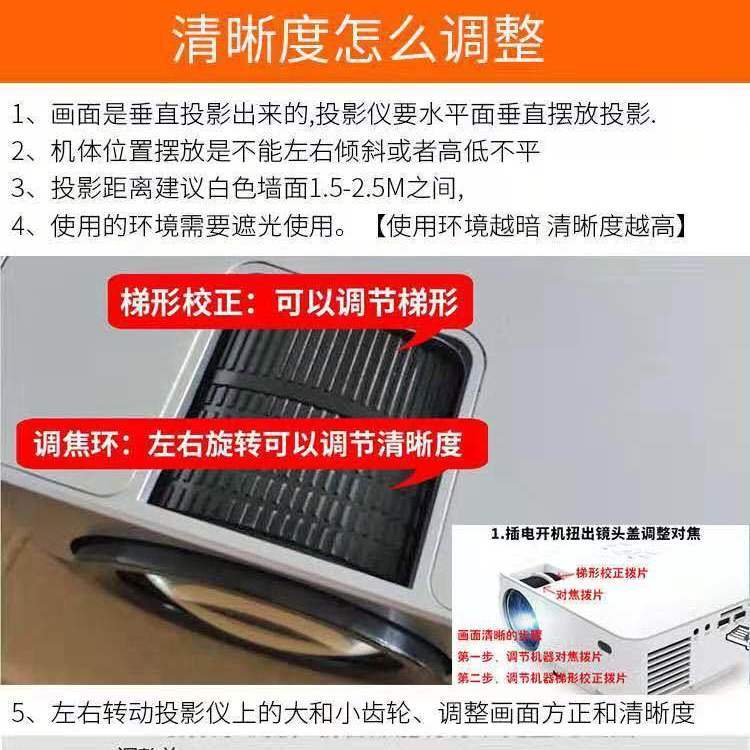 清晰度怎么调整
1、画面是垂直投影出来的,投影仪要水平面垂直摆放投影.
2、机体位置摆放是不能左右倾斜或者高低不平
3、投影距离建议白色墙面1.5-2.5M之间,
4、使用的环境需要遮光使用。【使用环境越暗 清晰度越高】
梯形校正：可以调节梯形
调焦环：左右旋转可以调节清晰度
1.插电开机扭出镜头盖调整对焦
梯形校正拨片
对焦拨片
画面清晰的步骤
第一步、调节机器对焦拨片
第二步、调节机器梯形校正拨片
5、左右转动投影仪上的大和小齿轮、调整画面方正和清晰度